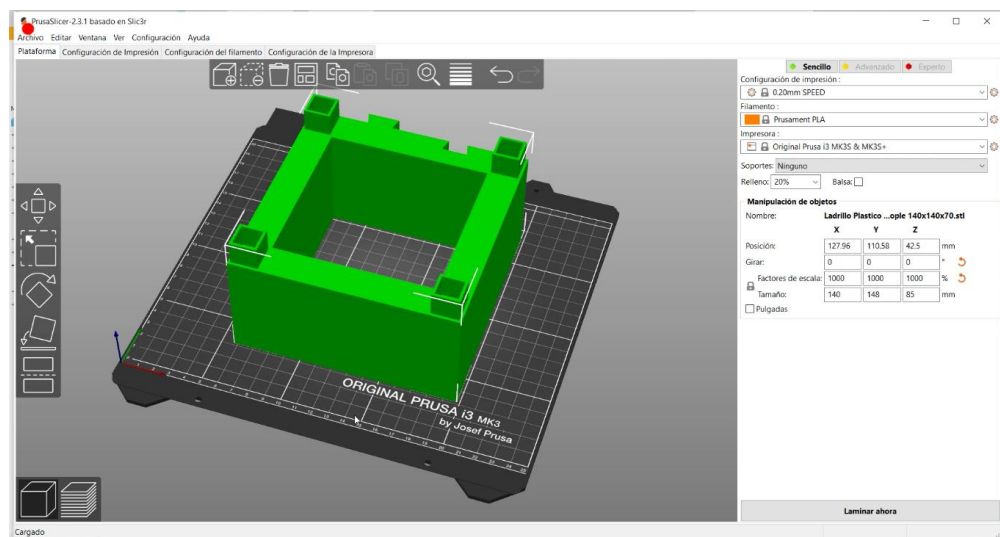 PrusaSlicer-2.3.1 basado en Slic3r
Archivo Editar Ventana Ver Configuración Ayuda
Plataforma Configuración de Impresión Configuración del filamento Configuración de la Impresora
Sencillo Advanzado Experto
Configuración de impresión :
0.20mm SPEED
Filamento :
Prusament PLA
Impresora :
Original Prusa i3 MK3S & MK3S+
Soportes: Ninguno
Relleno: 20% Balsa:
Manipulación de objetos
Nombre: Ladrillo Plastico ...ople 140x140x70.stl
X Y Z
Posición: 127.96 110.58 42.5 mm
Girar: 0 0 0 °
Factores de escala: 1000 1000 1000 %
Tamaño: 140 148 85 mm
Pulgadas
ORIGINAL PRUSA i3 MK3
by Josef Prusa
Laminar ahora
Cargado